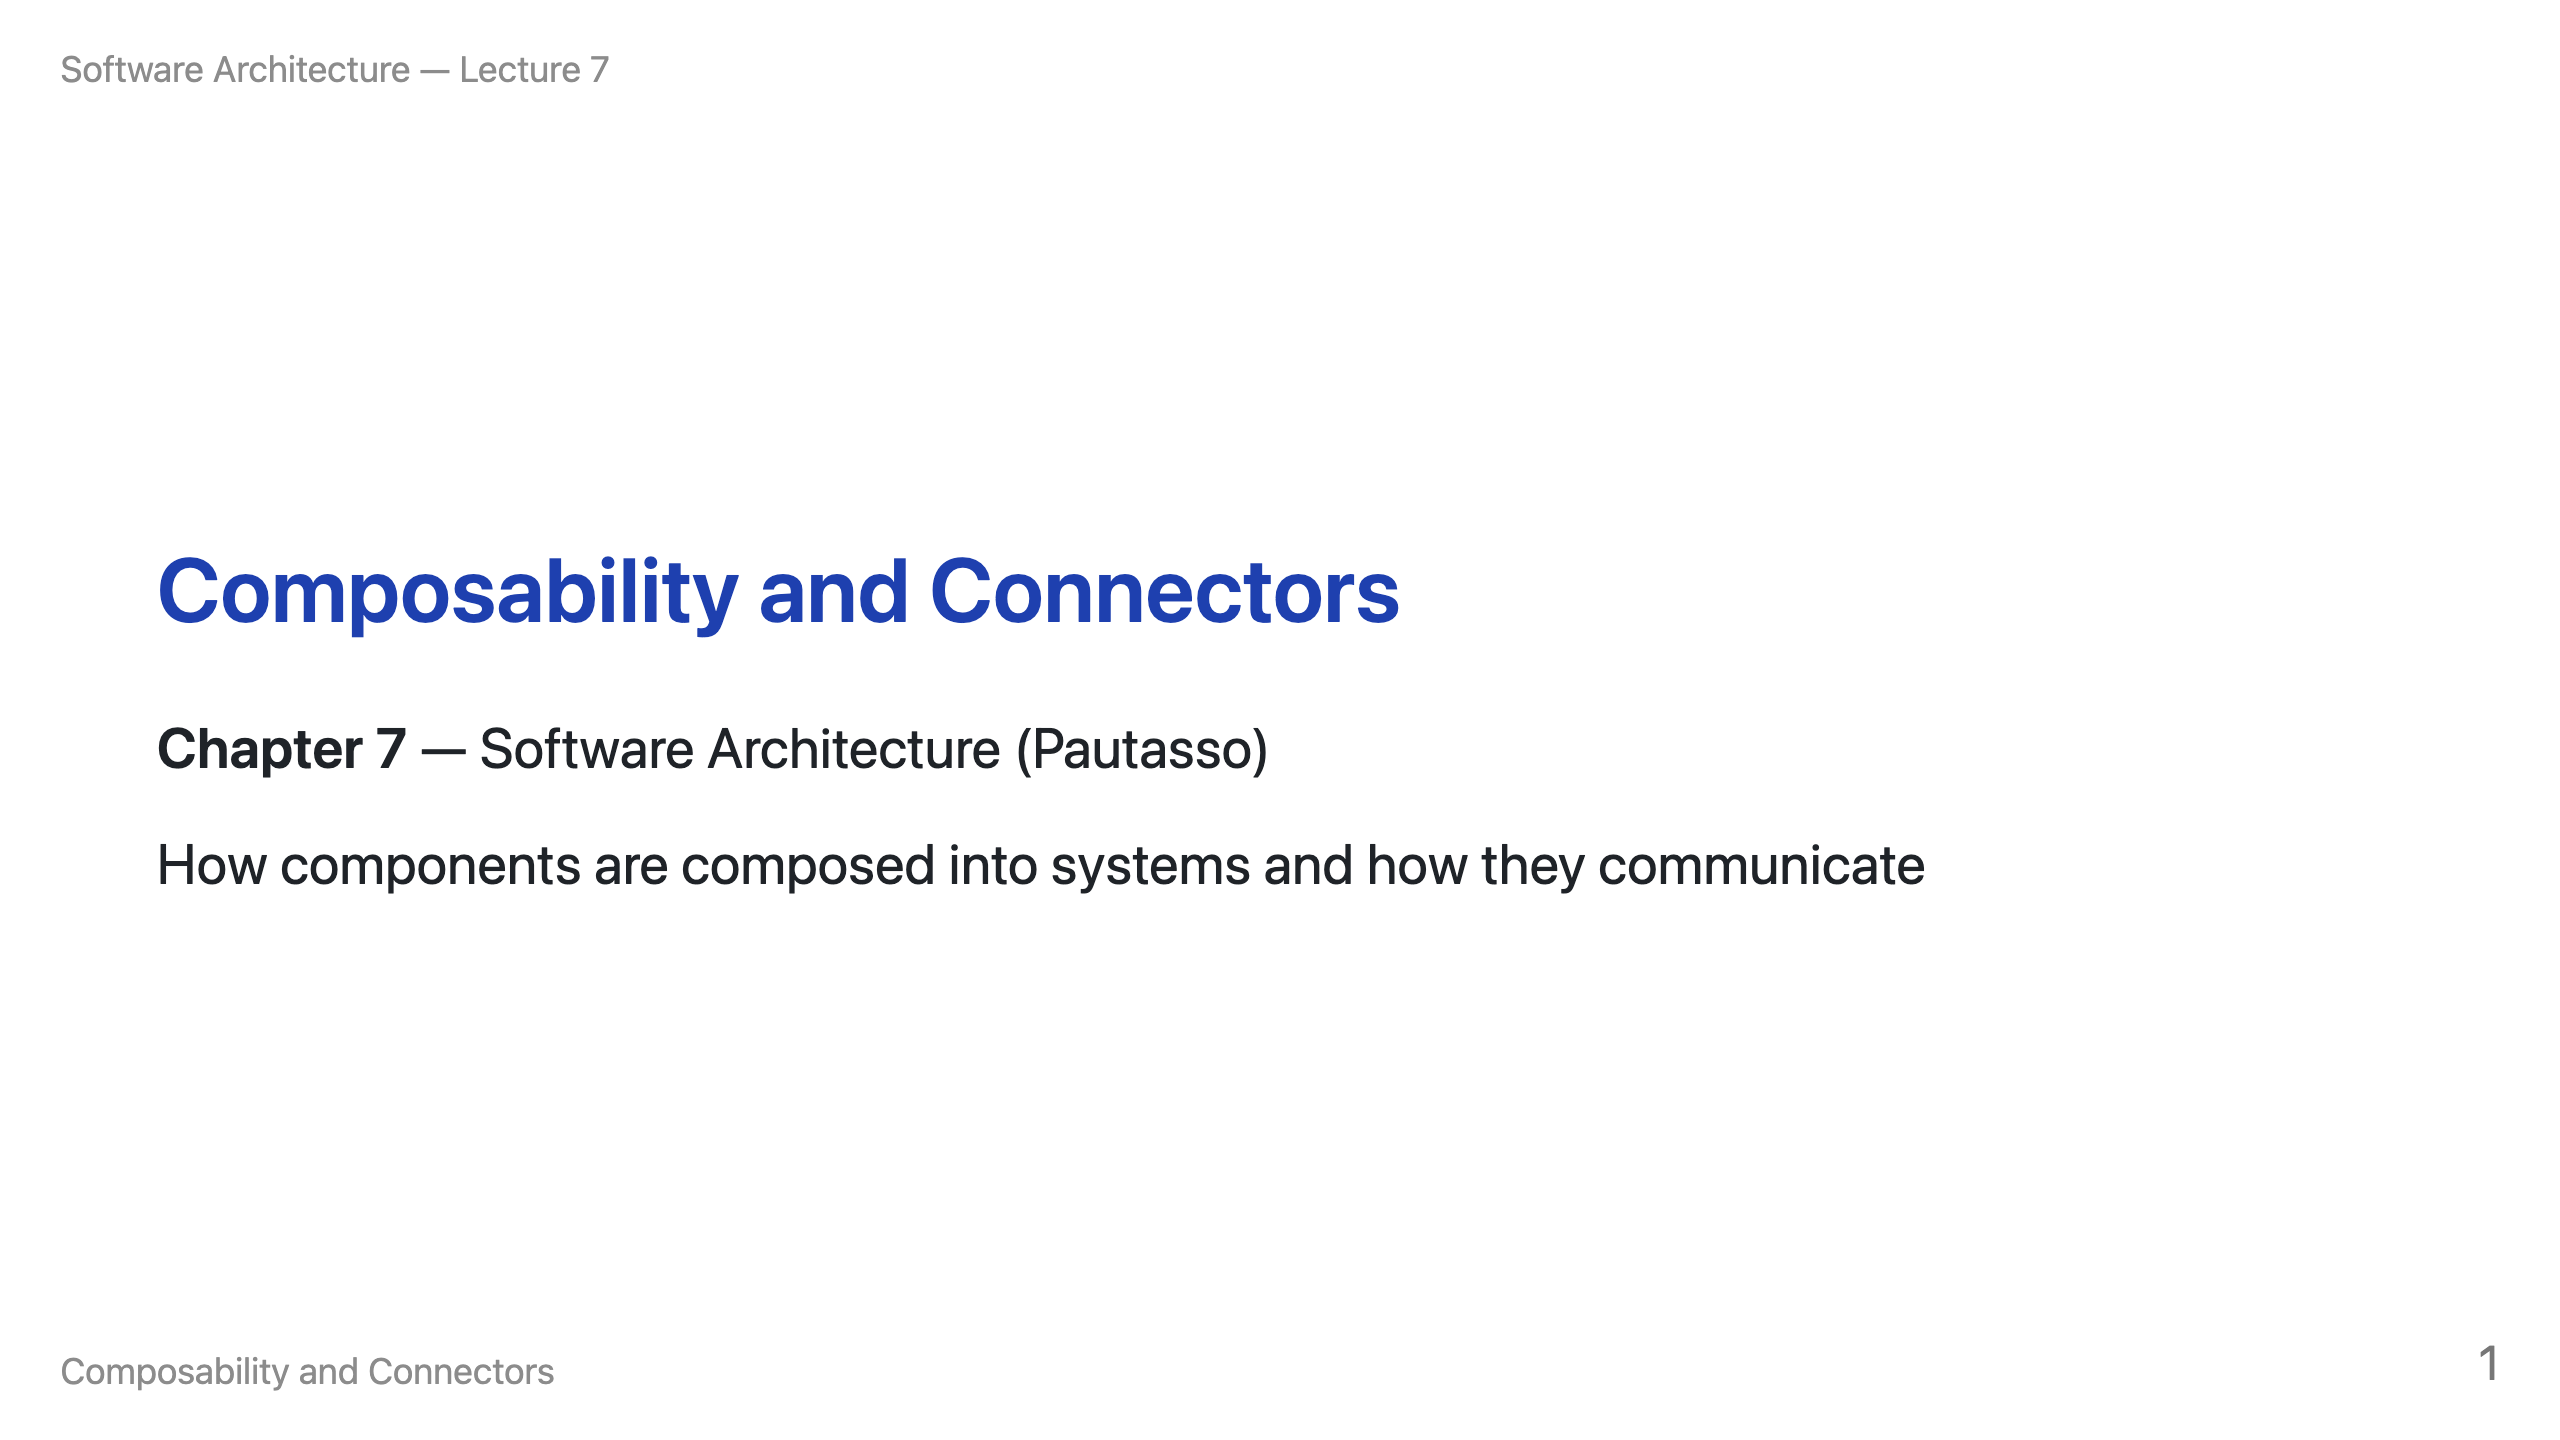 Software Architecture — Lecture 7
Composability and Connectors
Chapter 7 — Software Architecture (Pautasso)
How components are composed into systems and how they communicate
Composability and Connectors
1